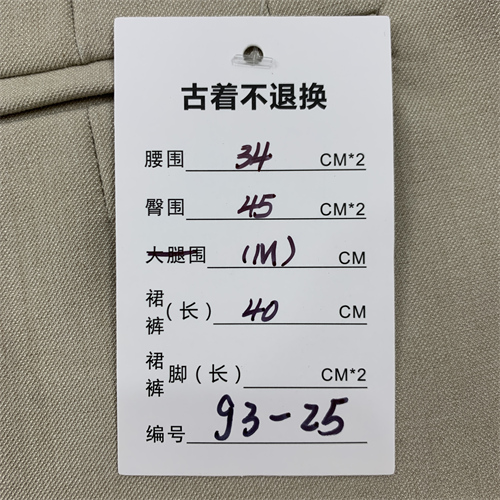 古着不退换
腰围 34 CM*2
臀围 45 CM*2
大腿围 (M) CM
裙裤(长) 40 CM
裙裤脚(长) CM*2
编号 93-25